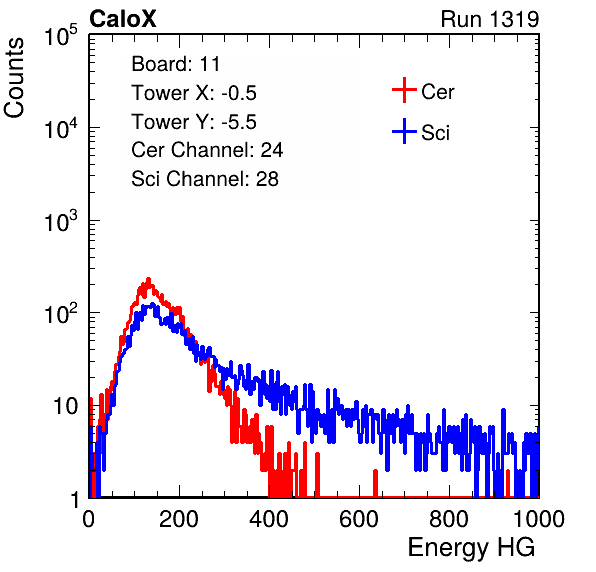 CaloX Run 1319
Counts
Board: 11
Tower X: -0.5
Tower Y: -5.5
Cer Channel: 24
Sci Channel: 28
Cer
Sci
10^5
10^4
10^3
10^2
10
1
0 200 400 600 800 1000
Energy HG